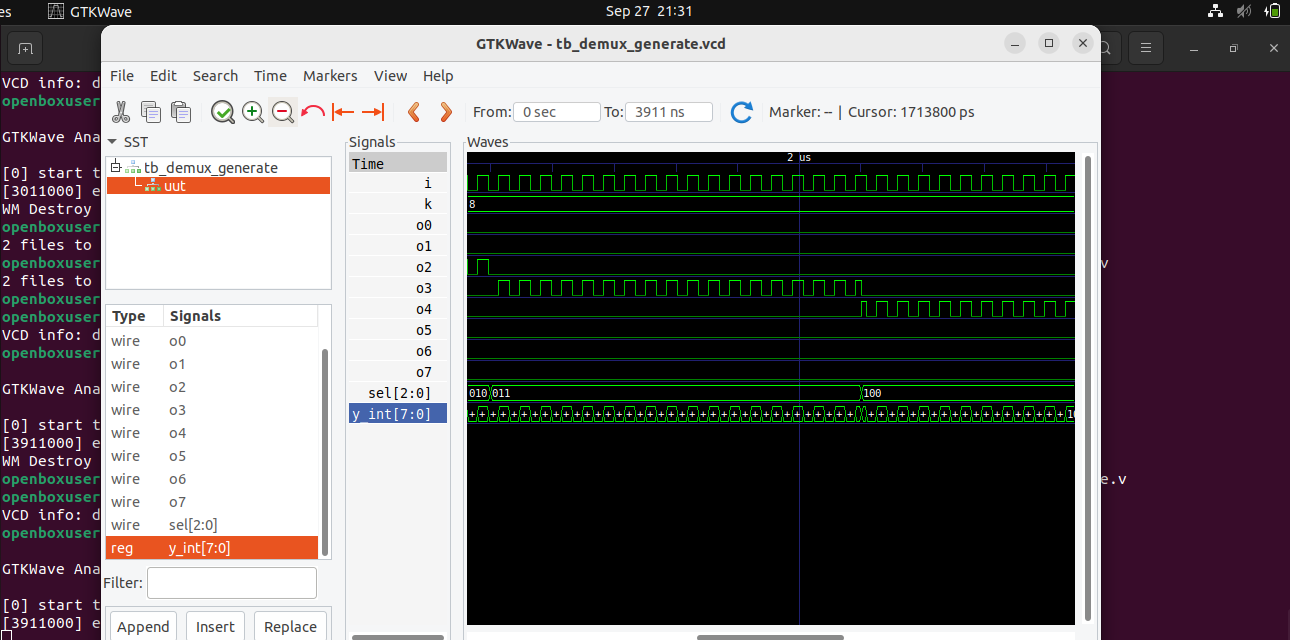 es GTKWave Sep 27 21:31
GTKWave - tb_demux_generate.vcd
File Edit Search Time Markers View Help
From: 0 sec To: 3911 ns Marker: -- | Cursor: 1713800 ps
VCD info: d
openboxuser
GTKWave Ana
[0] start t
[3011000] e
WM Destroy
openboxuser
2 files to
openboxuser
2 files to
openboxuser
openboxuser
VCD info: d
openboxuser
GTKWave Ana
[0] start t
[3911000] e
WM Destroy
openboxuser
openboxuser
VCD info: d
openboxuser
GTKWave Ana
[0] start t
[3911000] e
SST
tb_demux_generate
uut
Type Signals
wire o0
wire o1
wire o2
wire o3
wire o4
wire o5
wire o6
wire o7
wire sel[2:0]
reg y_int[7:0]
Filter:
Append Insert Replace
Signals
Time
i
k
o0
o1
o2
o3
o4
o5
o6
o7
sel[2:0]
y_int[7:0]
Waves
2 us
8
010 011 100
+ + + + + + + + + + + + + + + + + + + + + + + + + + + + + + + + + + + + + + + + + + + + + + + + + + + + + + + + 10
v
e.v